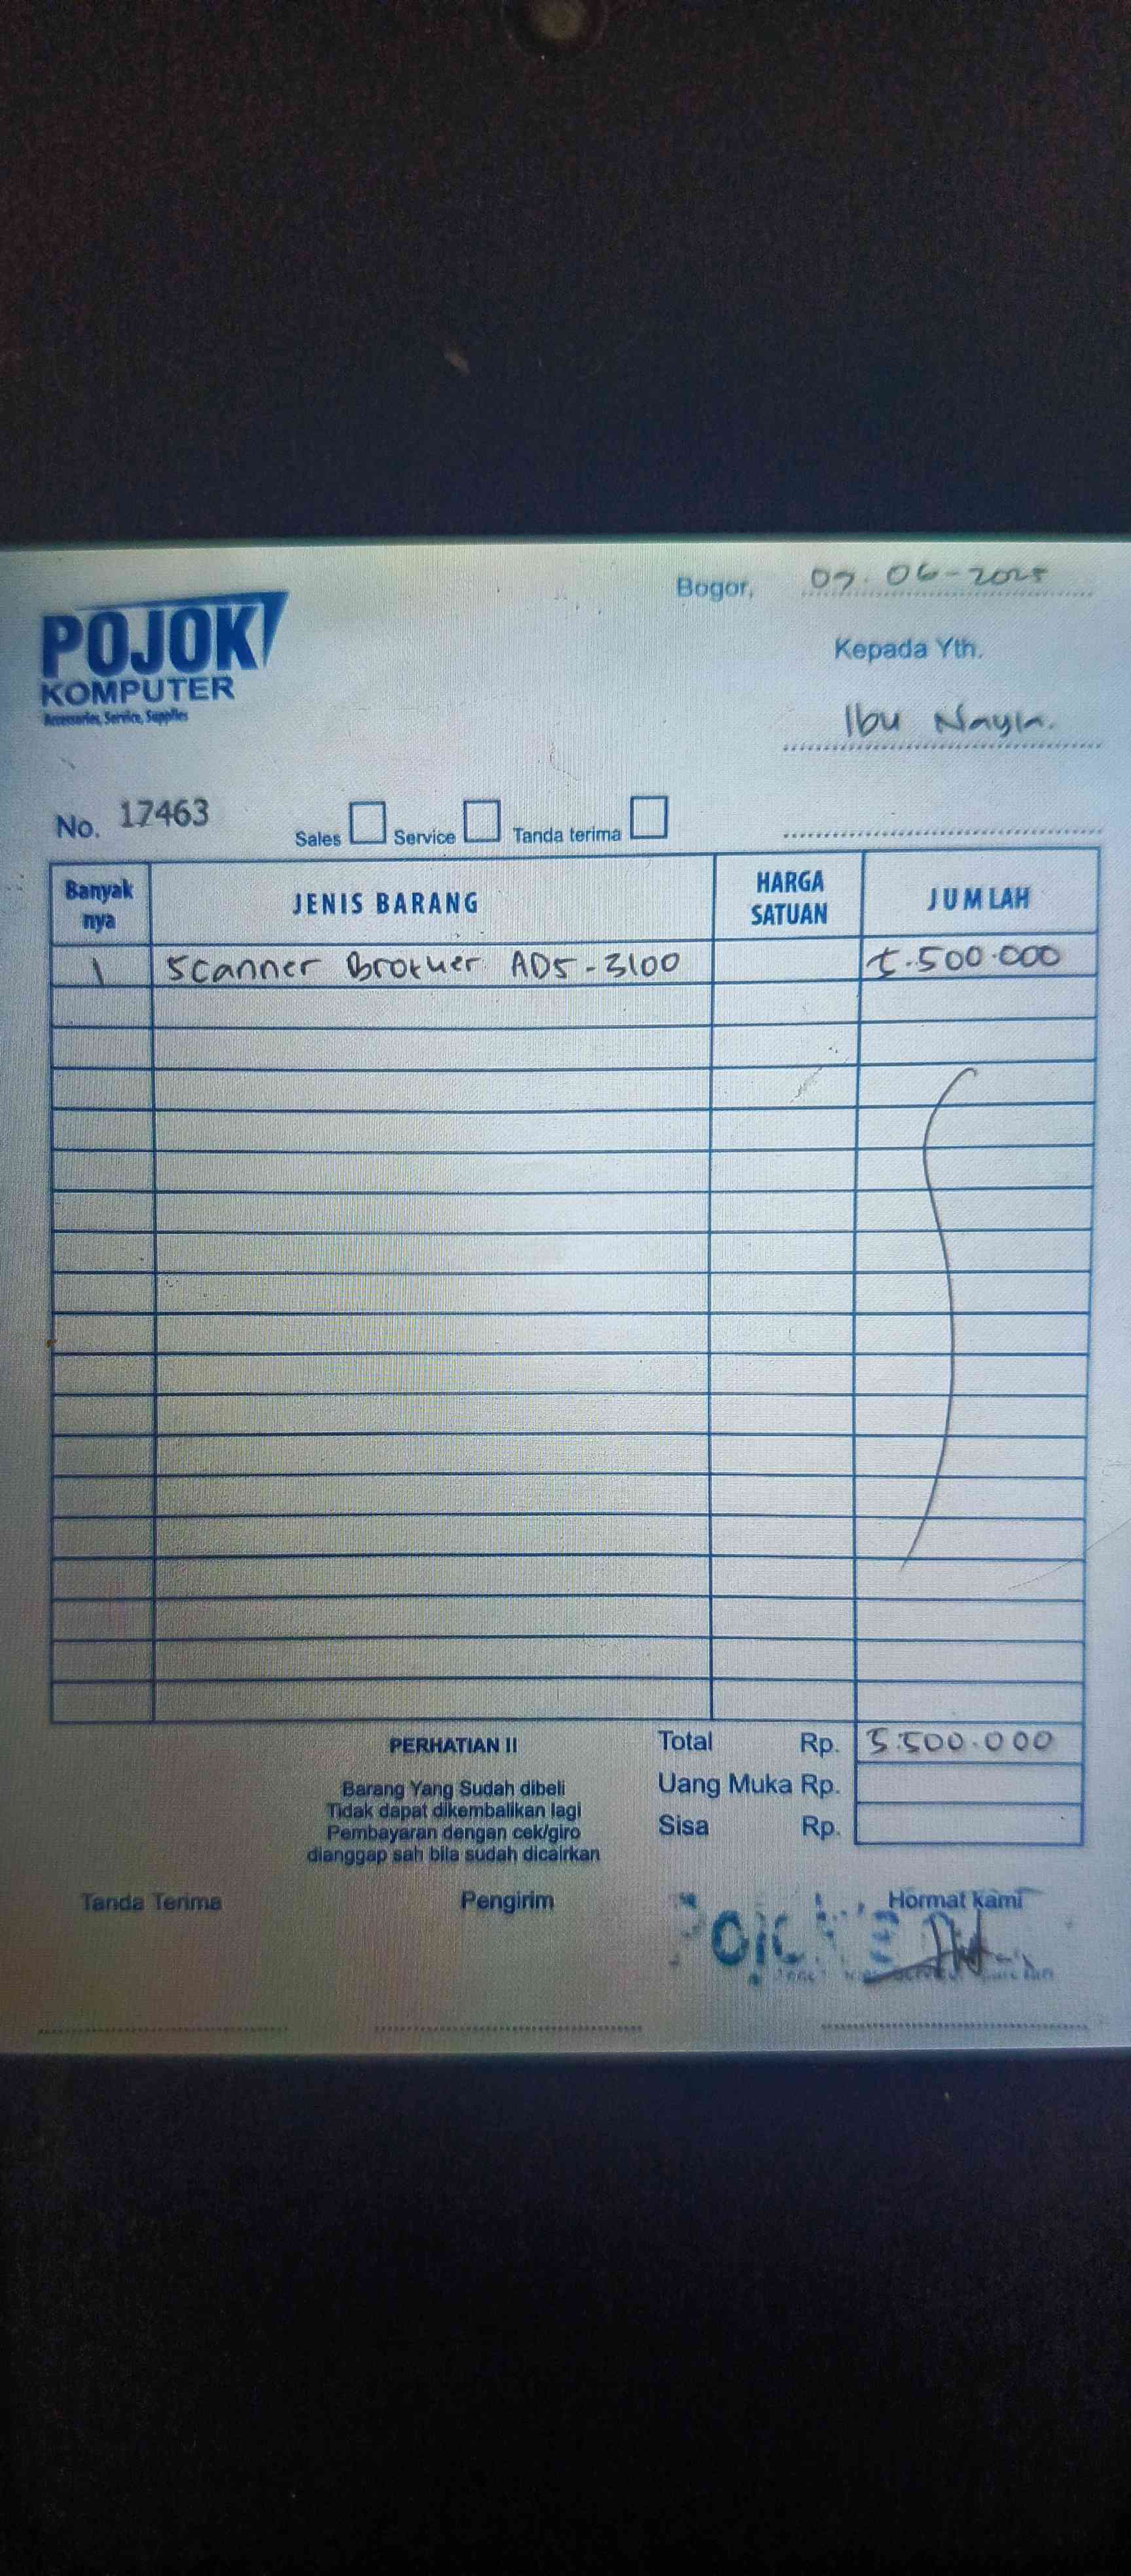 Bogor, 07-06-2025
POJOK
KOMPUTER
Accessories, Service, Supplies
Kepada Yth.
Ibu Nayla.
No. 17463
Sales Service Tanda terima
Banyak nya JENIS BARANG HARGA SATUAN JUMLAH
1 Scanner Brother ADS-3100 5.500.000
PERHATIAN !!
Barang Yang Sudah dibeli
Tidak dapat dikembalikan lagi
Pembayaran dengan cek/giro
dianggap sah bila sudah dicairkan
Total Rp. 5.500.000
Uang Muka Rp.
Sisa Rp.
Tanda Terima Pengirim Hormat kami